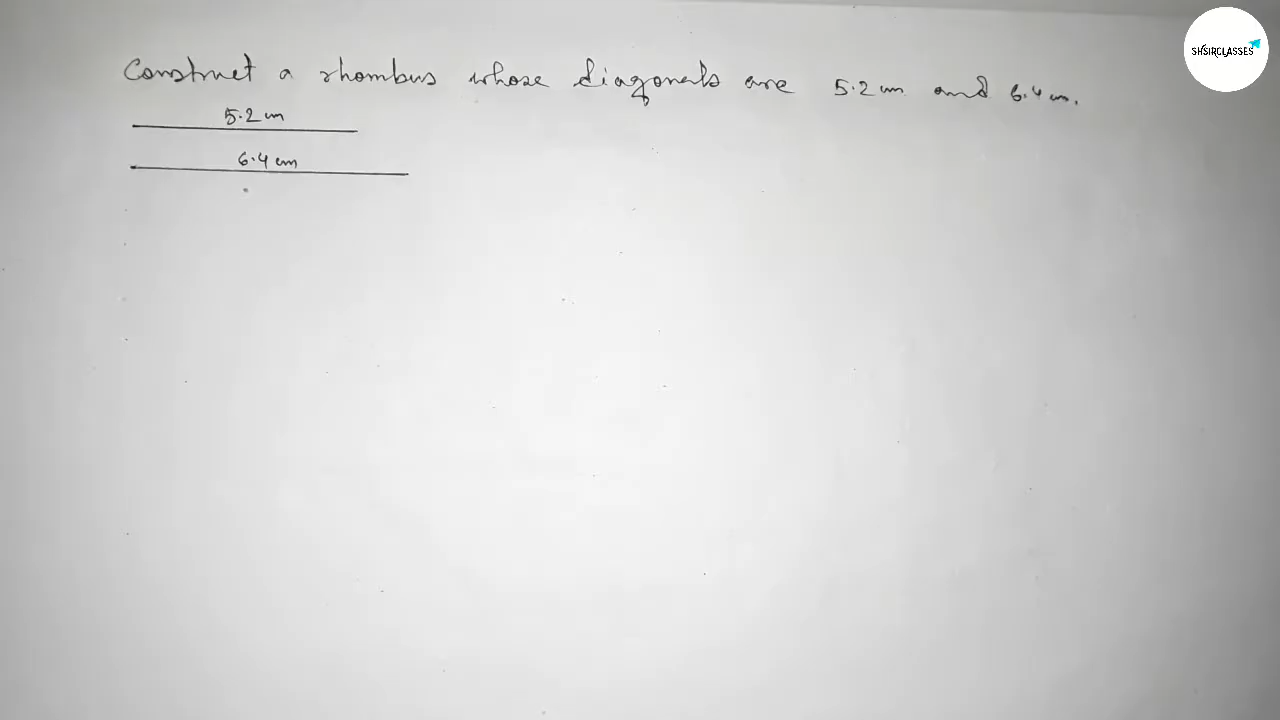 SHSIRCLASSES
Construct a rhombus whose diagonals are 5.2 cm and 6.4 cm.
5.2 cm
6.4 cm